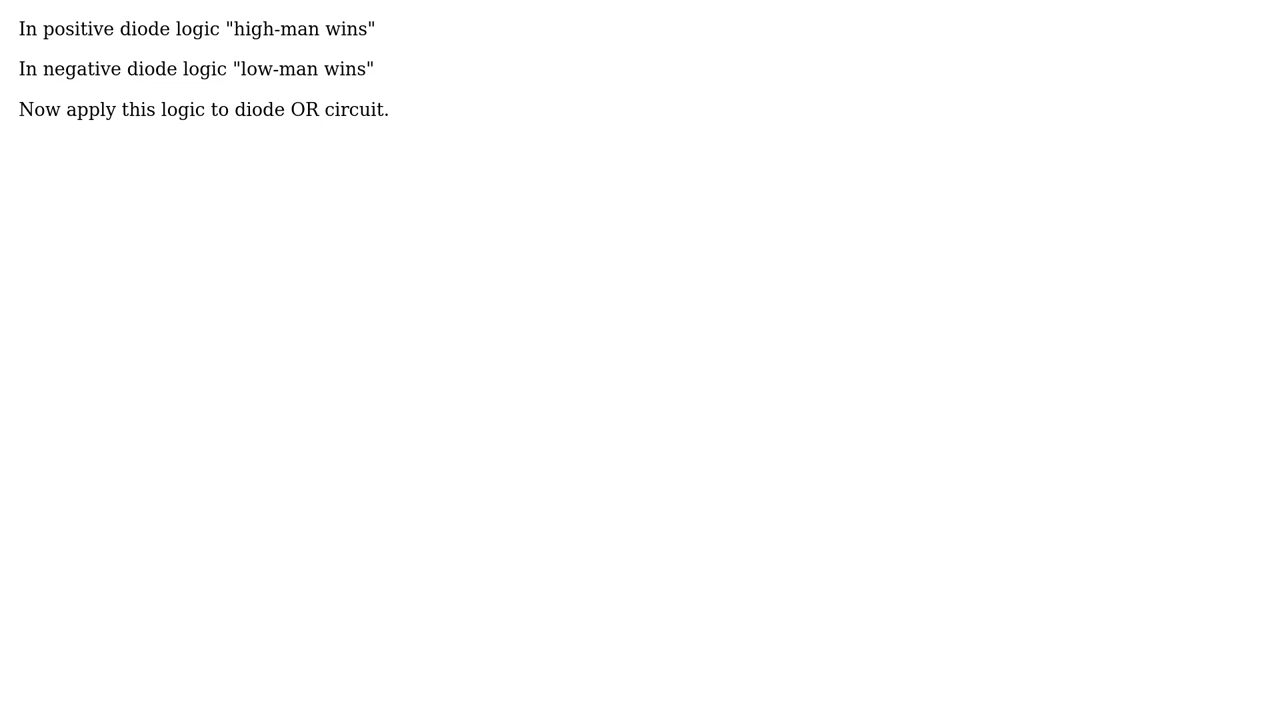 In positive diode logic "high-man wins"
In negative diode logic "low-man wins"
Now apply this logic to diode OR circuit.